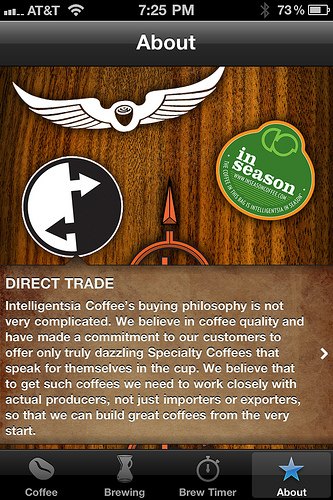 AT&T 7:25 PM 73%
About
in
season
WWW.INSEASONCOFFEE.COM
THE COFFEE IN THIS BAG IS INTELLIGENTSIA IN SEASON
DIRECT TRADE
Intelligentsia Coffee's buying philosophy is not
very complicated. We believe in coffee quality and
have made a commitment to our customers to
offer only truly dazzling Specialty Coffees that
speak for themselves in the cup. We believe that
to get such coffees we need to work closely with
actual producers, not just importers or exporters,
so that we can build great coffees from the very
start.
Coffee Brewing Brew Timer About